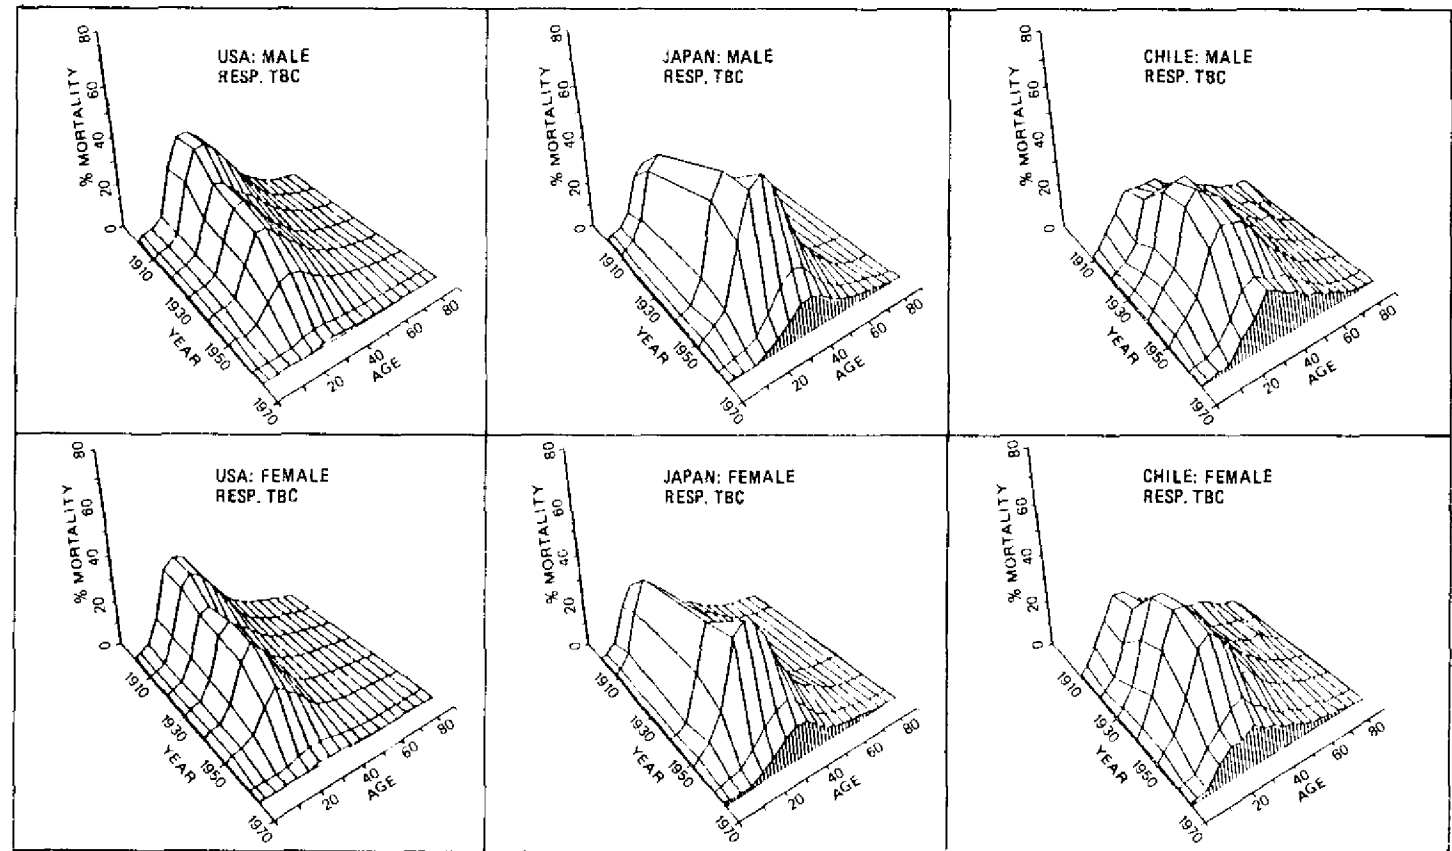 USA: MALE
RESP. TBC
% MORTALITY
0
20
40
60
80
1910
1930
1950
1970
YEAR
20
40
60
80
AGE
JAPAN: MALE
RESP. TBC
% MORTALITY
0
20
40
60
80
1910
1930
1950
1970
YEAR
20
40
60
80
AGE
CHILE: MALE
RESP. TBC
% MORTALITY
0
20
40
60
80
1910
1930
1950
1970
YEAR
20
40
60
80
AGE
USA: FEMALE
RESP. TBC
% MORTALITY
0
20
40
60
80
1910
1930
1950
1970
YEAR
20
40
60
80
AGE
JAPAN: FEMALE
RESP. TBC
% MORTALITY
0
20
40
60
80
1910
1930
1950
1970
YEAR
20
40
60
80
AGE
CHILE: FEMALE
RESP. TBC
% MORTALITY
0
20
40
60
80
1910
1930
1950
1970
YEAR
20
40
60
80
AGE